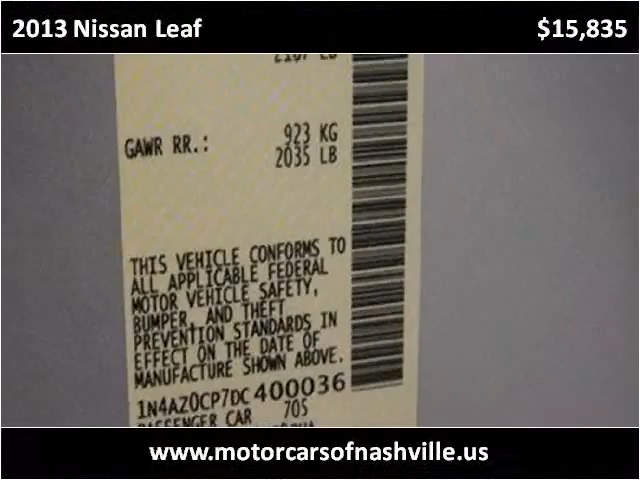 2013 Nissan Leaf
$15,835
GAWR RR.: 923 KG
2035 LB
THIS VEHICLE CONFORMS TO
ALL APPLICABLE FEDERAL
MOTOR VEHICLE SAFETY,
BUMPER, AND THEFT
PREVENTION STANDARDS IN
EFFECT ON THE DATE OF
MANUFACTURE SHOWN ABOVE.
1N4AZ0CP7DC400036
PASSENGER CAR 705
www.motorcarsofnashville.us